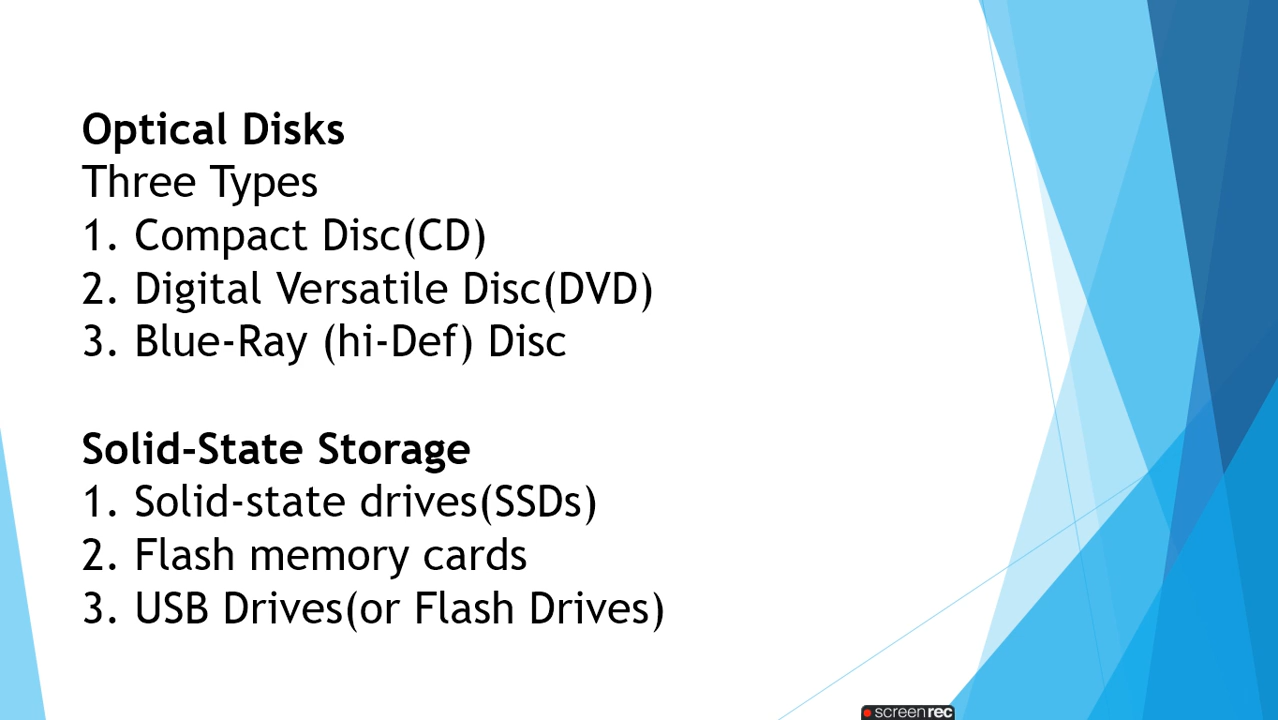 Optical Disks
Three Types
1. Compact Disc(CD)
2. Digital Versatile Disc(DVD)
3. Blue-Ray (hi-Def) Disc
Solid-State Storage
1. Solid-state drives(SSDs)
2. Flash memory cards
3. USB Drives(or Flash Drives)
screenrec